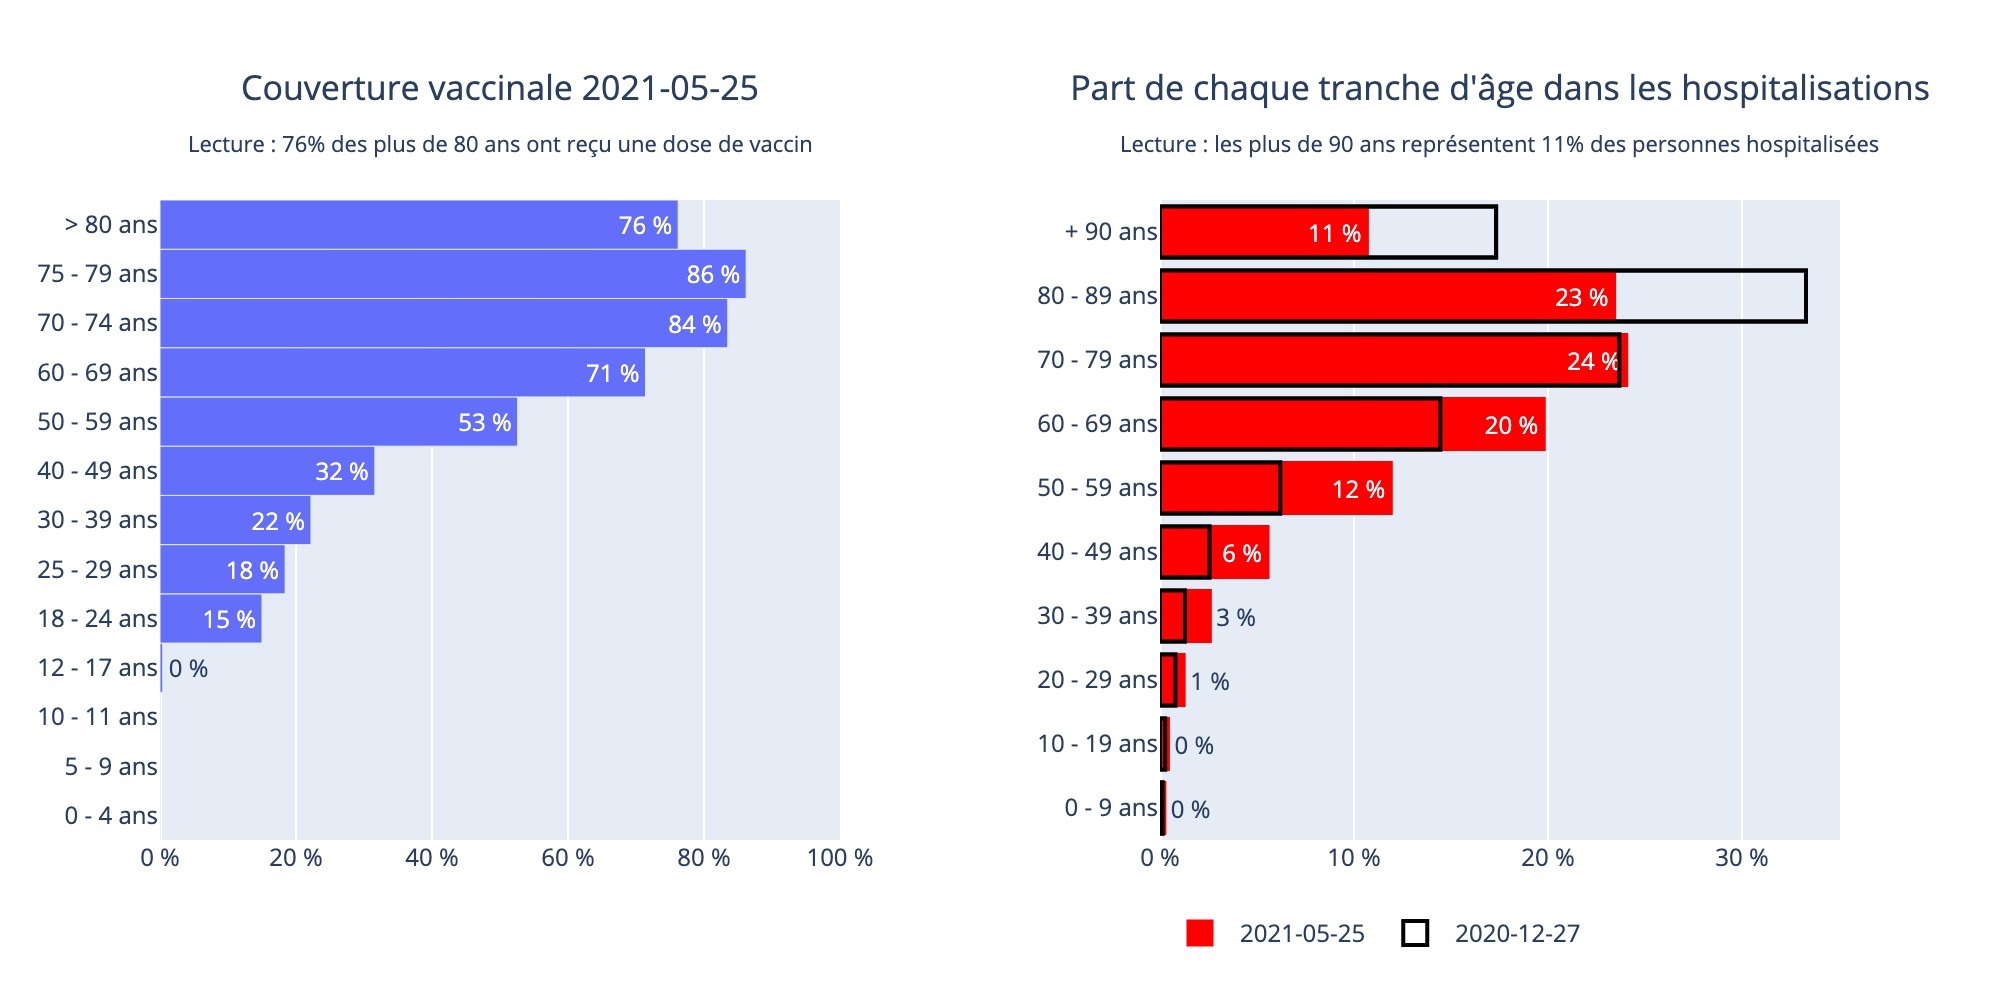 Couverture vaccinale 2021-05-25
Lecture : 76% des plus de 80 ans ont reçu une dose de vaccin
> 80 ans 76 %
75 - 79 ans 86 %
70 - 74 ans 84 %
60 - 69 ans 71 %
50 - 59 ans 53 %
40 - 49 ans 32 %
30 - 39 ans 22 %
25 - 29 ans 18 %
18 - 24 ans 15 %
12 - 17 ans 0 %
10 - 11 ans
5 - 9 ans
0 - 4 ans
0 % 20 % 40 % 60 % 80 % 100 %
Part de chaque tranche d'âge dans les hospitalisations
Lecture : les plus de 90 ans représentent 11% des personnes hospitalisées
+ 90 ans 11 %
80 - 89 ans 23 %
70 - 79 ans 24 %
60 - 69 ans 20 %
50 - 59 ans 12 %
40 - 49 ans 6 %
30 - 39 ans 3 %
20 - 29 ans 1 %
10 - 19 ans 0 %
0 - 9 ans 0 %
0 % 10 % 20 % 30 %
2021-05-25 2020-12-27